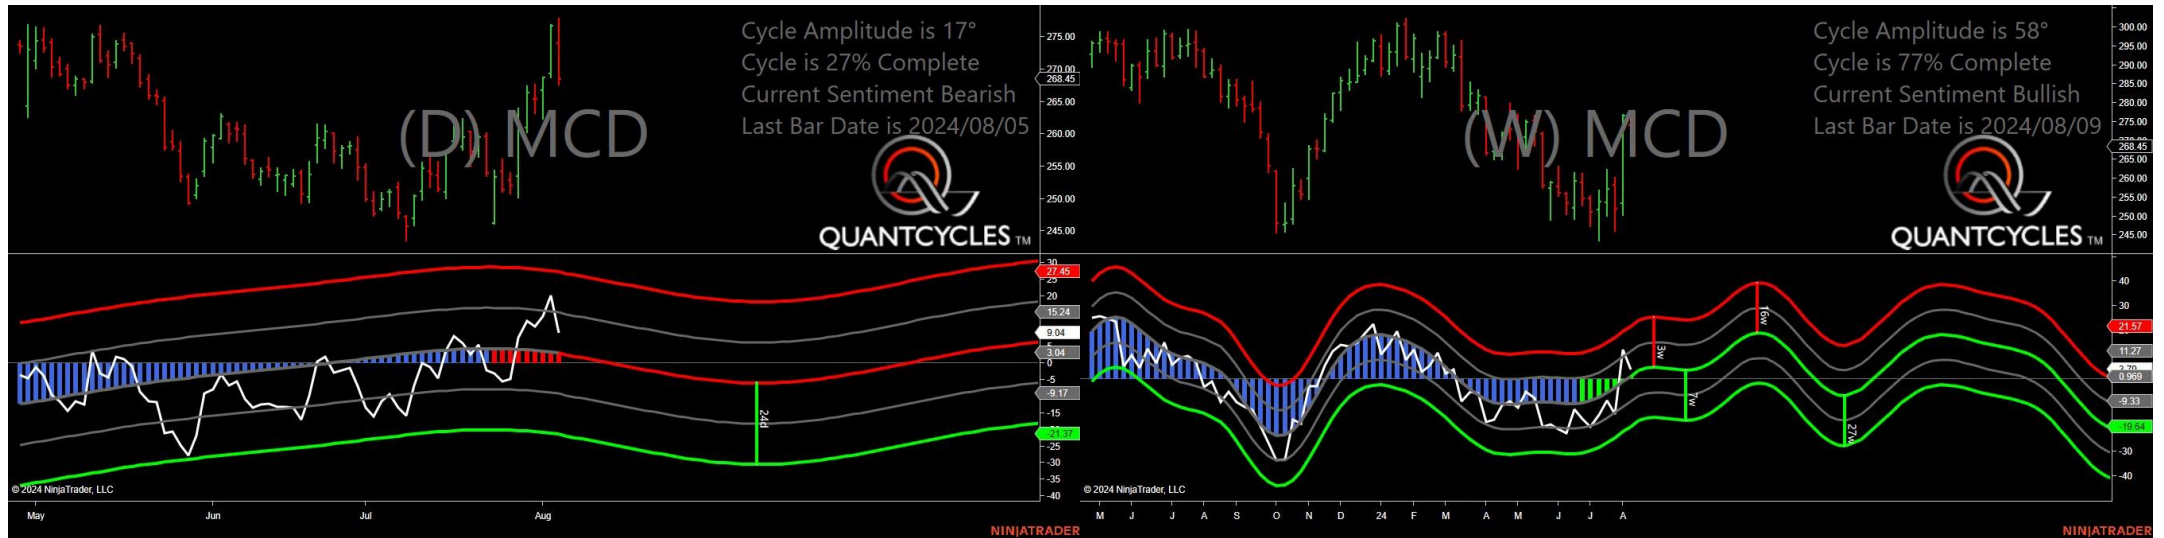 Cycle Amplitude is 17°
Cycle is 27% Complete
Current Sentiment Bearish
Last Bar Date is 2024/08/05
(D) MCD
QUANTCYCLES TM
275.00
270.00
268.45
265.00
260.00
255.00
250.00
245.00
30
27.45
25
20
15.24
9.04
3.04
0
-5
-9.17
-15
-21.37
-25
-30
-35
-40
24d
© 2024 NinjaTrader, LLC
May Jun Jul Aug
NINJATRADER
Cycle Amplitude is 58°
Cycle is 77% Complete
Current Sentiment Bullish
Last Bar Date is 2024/08/09
(W) MCD
QUANTCYCLES TM
300.00
295.00
290.00
285.00
280.00
275.00
268.45
265.00
260.00
255.00
250.00
245.00
40
30
21.57
11.27
0.969
-9.33
-19.64
-30
-40
3w
7w
16w
27w
© 2024 NinjaTrader, LLC
M J J A S O N D 24 F M A M J J A
NINJATRADER